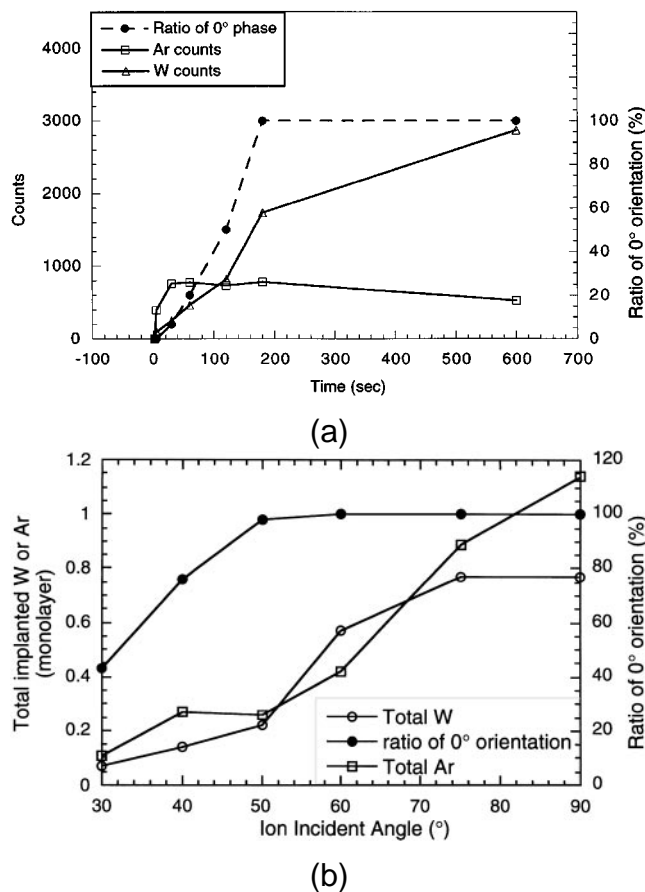 Ratio of 0° phase
Ar counts
W counts
4000
3000
2000
1000
0
Counts
100
80
60
40
20
0
Ratio of 0° orientation (%)
-100 0 100 200 300 400 500 600 700
Time (sec)
(a)
1.2
1
0.8
0.6
0.4
0.2
0
Total implanted W or Ar
(monolayer)
120
100
80
60
40
20
0
Ratio of 0° orientation (%)
Total W
ratio of 0° orientation
Total Ar
30 40 50 60 75 90
Ion Incident Angle (°)
(b)